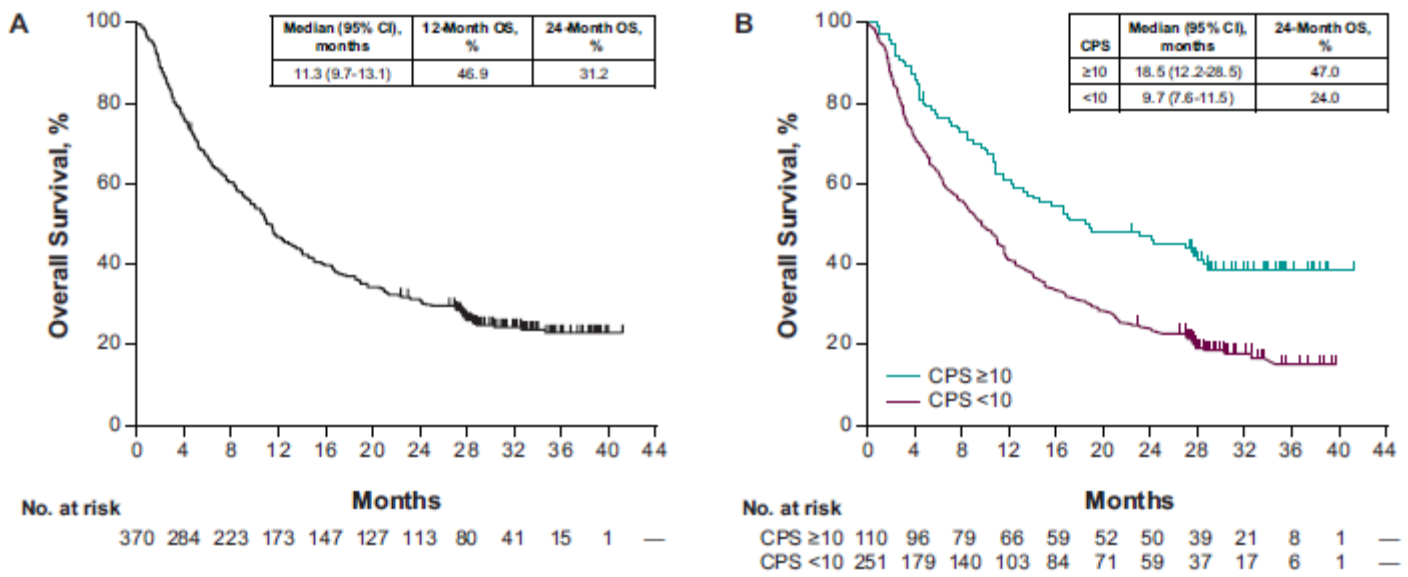 A
Median (95% CI), months 12-Month OS, % 24-Month OS, %
11.3 (9.7-13.1) 46.9 31.2
Overall Survival, %
100
80
60
40
20
0
0 4 8 12 16 20 24 28 32 36 40 44
Months
No. at risk
370 284 223 173 147 127 113 80 41 15 1 —
B
CPS Median (95% CI), months 24-Month OS, %
≥10 18.5 (12.2-28.5) 47.0
<10 9.7 (7.6-11.5) 24.0
Overall Survival, %
100
80
60
40
20
0
CPS ≥10
CPS <10
0 4 8 12 16 20 24 28 32 36 40 44
Months
No. at risk
CPS ≥10 110 96 79 66 59 52 50 39 21 8 1 —
CPS <10 251 179 140 103 84 71 59 37 17 6 1 —